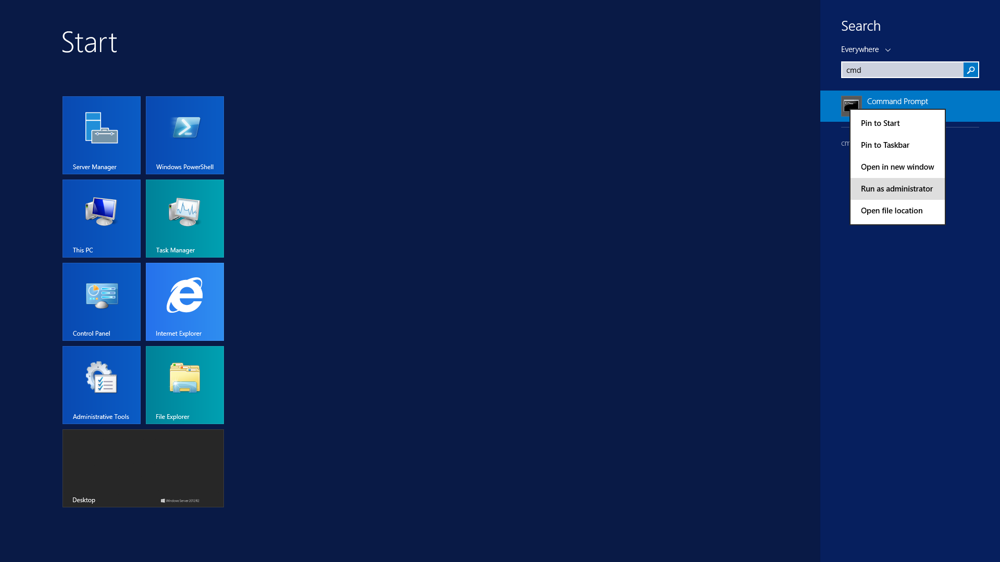 Start
Server Manager
Windows PowerShell
This PC
Task Manager
Control Panel
Internet Explorer
Administrative Tools
File Explorer
Desktop
Windows Server 2012 R2
Search
Everywhere
cmd
Command Prompt
Pin to Start
Pin to Taskbar
Open in new window
Run as administrator
Open file location